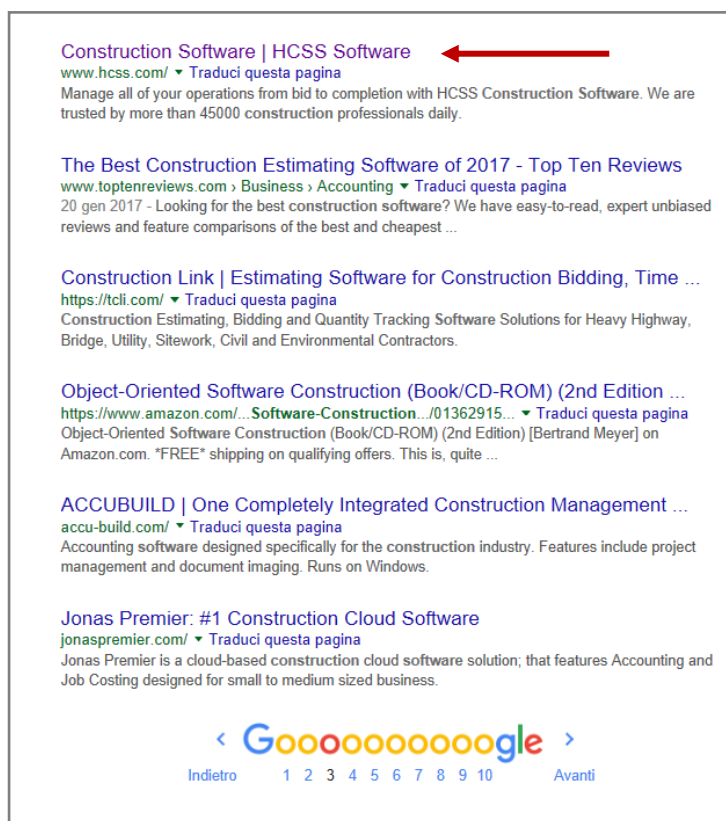 Construction Software | HCSS Software
www.hcss.com/ ▼ Traduci questa pagina
Manage all of your operations from bid to completion with HCSS Construction Software. We are
trusted by more than 45000 construction professionals daily.
The Best Construction Estimating Software of 2017 - Top Ten Reviews
www.toptenreviews.com › Business › Accounting ▼ Traduci questa pagina
20 gen 2017 - Looking for the best construction software? We have easy-to-read, expert unbiased
reviews and feature comparisons of the best and cheapest ...
Construction Link | Estimating Software for Construction Bidding, Time ...
https://tcli.com/ ▼ Traduci questa pagina
Construction Estimating, Bidding and Quantity Tracking Software Solutions for Heavy Highway,
Bridge, Utility, Sitework, Civil and Environmental Contractors.
Object-Oriented Software Construction (Book/CD-ROM) (2nd Edition ...
https://www.amazon.com/...Software-Construction.../01362915... ▼ Traduci questa pagina
Object-Oriented Software Construction (Book/CD-ROM) (2nd Edition) [Bertrand Meyer] on
Amazon.com. *FREE* shipping on qualifying offers. This is, quite ...
ACCUBUILD | One Completely Integrated Construction Management ...
accu-build.com/ ▼ Traduci questa pagina
Accounting software designed specifically for the construction industry. Features include project
management and document imaging. Runs on Windows.
Jonas Premier: #1 Construction Cloud Software
jonaspremier.com/ ▼ Traduci questa pagina
Jonas Premier is a cloud-based construction cloud software solution; that features Accounting and
Job Costing designed for small to medium sized business.
‹ Goooooooooogle ›
Indietro 1 2 3 4 5 6 7 8 9 10 Avanti